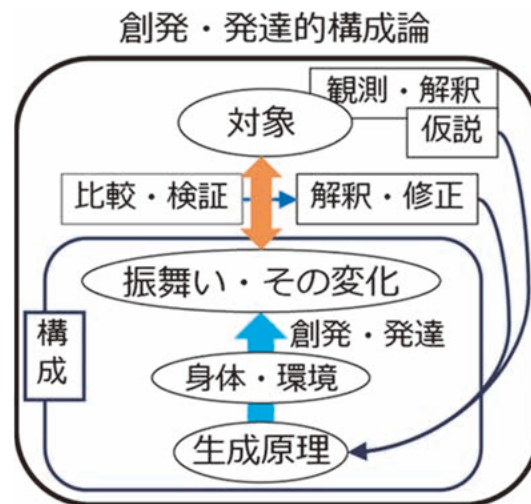 創発・発達的構成論
観測・解釈
対象
仮説
比較・検証
解釈・修正
振舞い・その変化
構成
創発・発達
身体・環境
生成原理